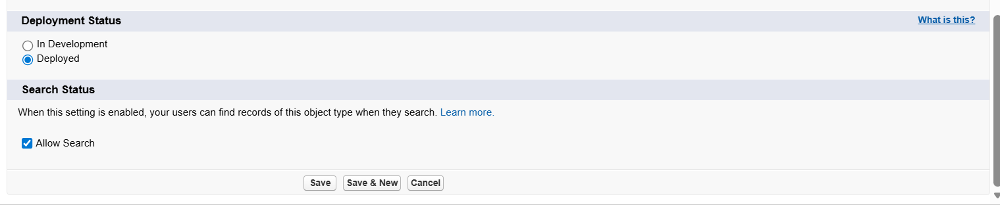 Deployment Status
What is this?
In Development
Deployed
Search Status
When this setting is enabled, your users can find records of this object type when they search. Learn more.
Allow Search
Save
Save & New
Cancel